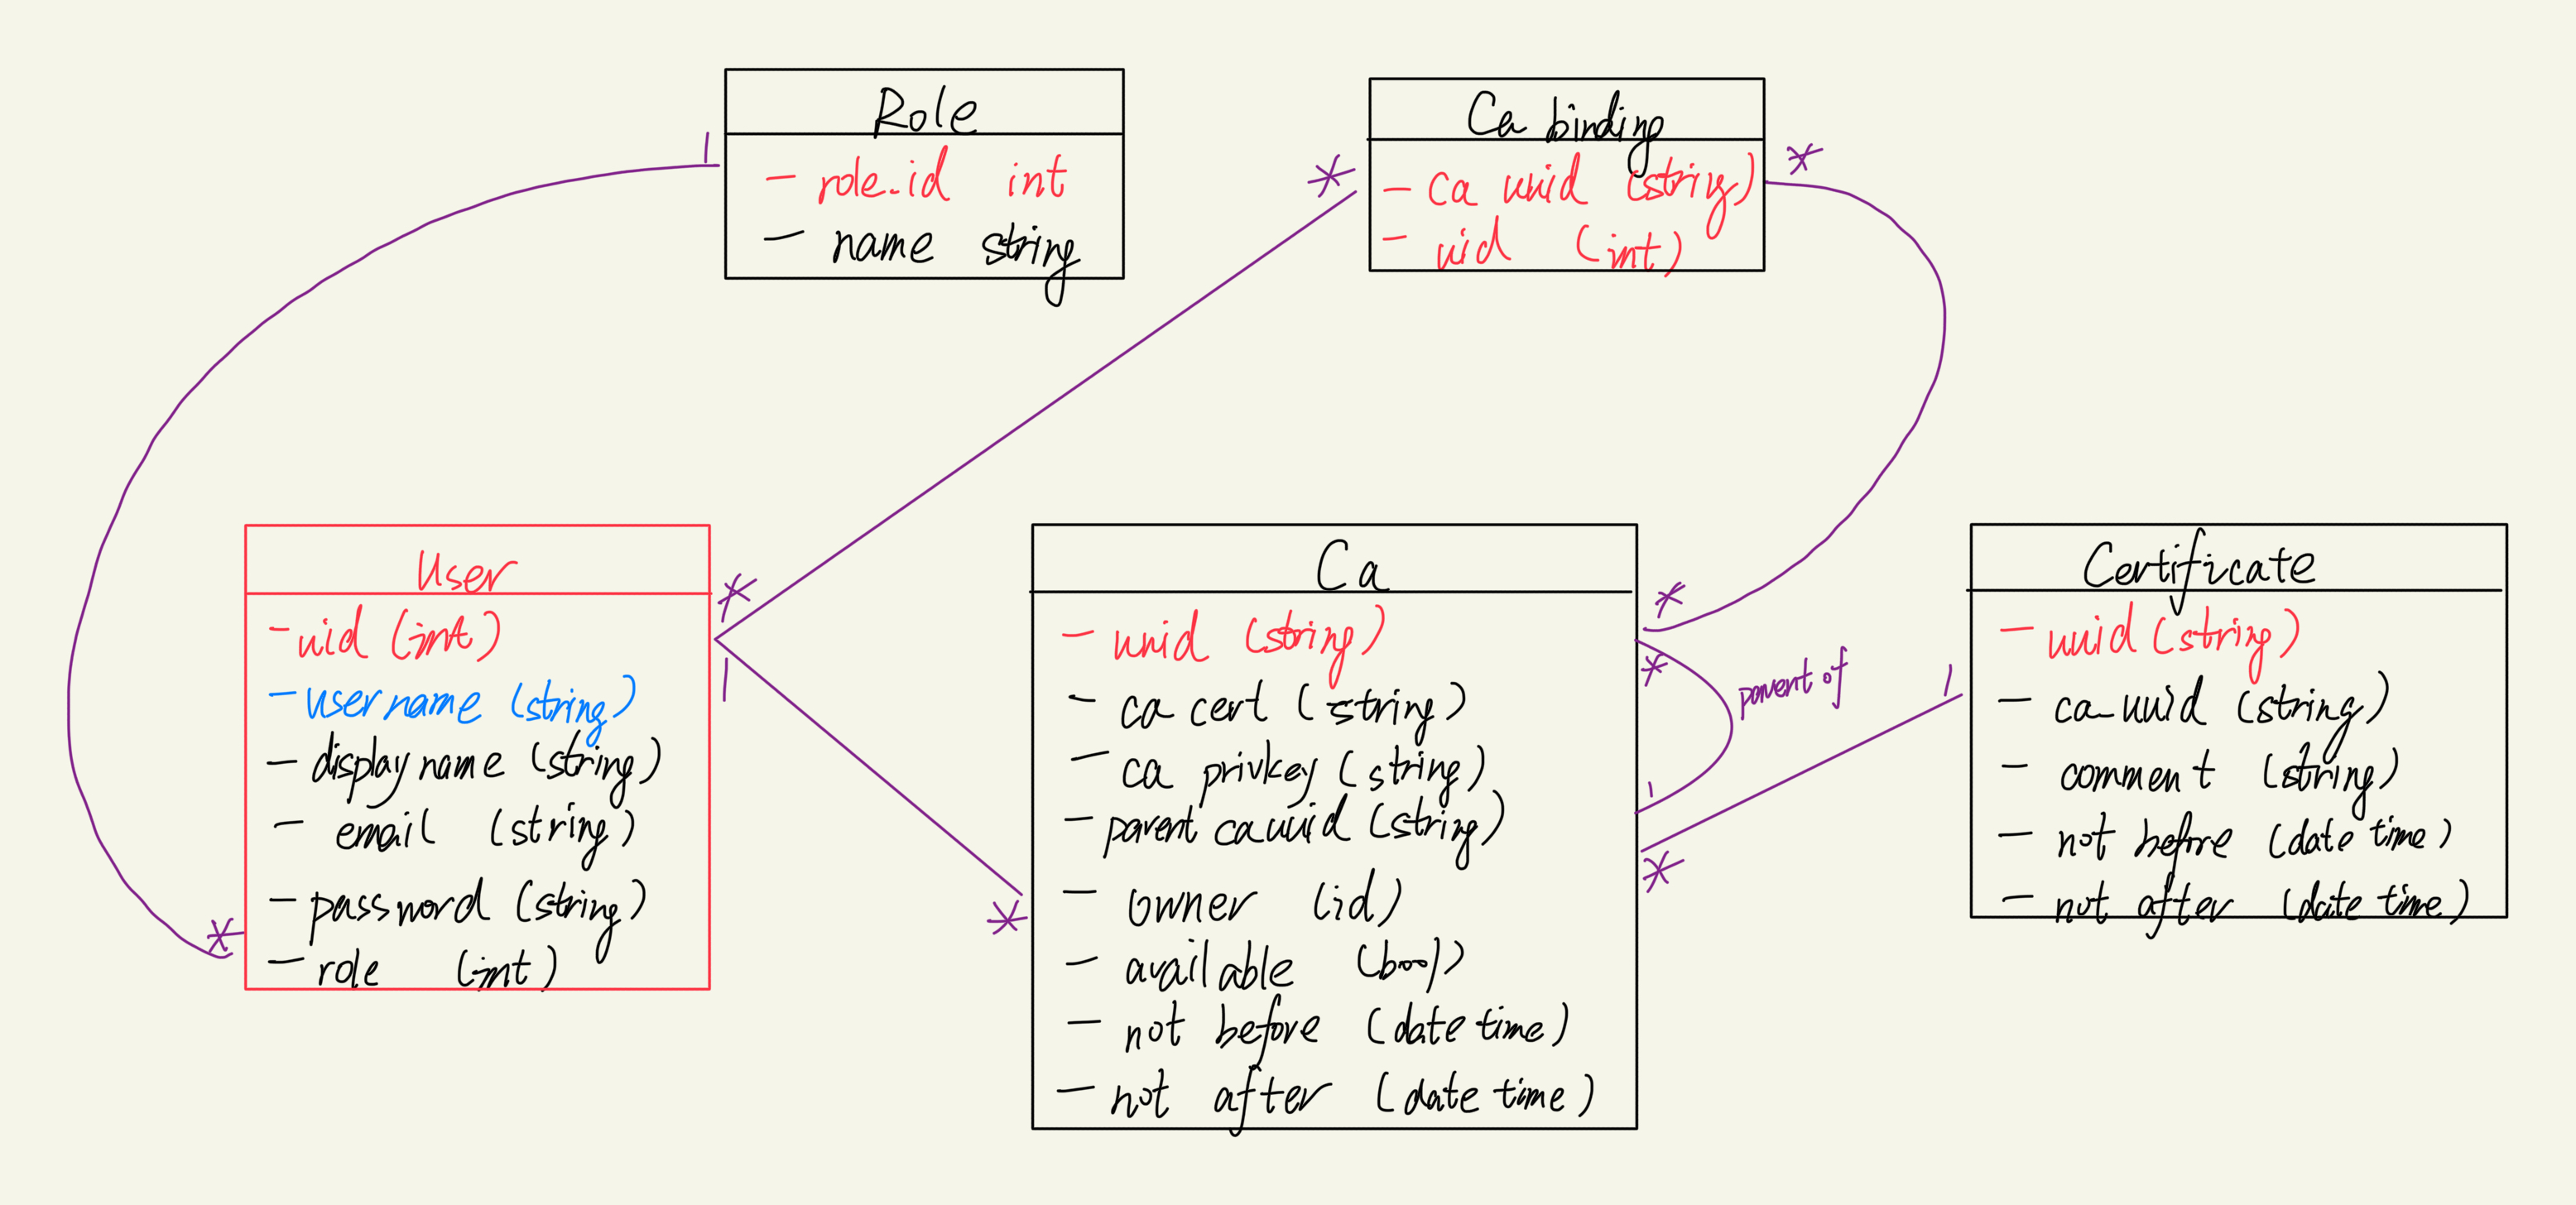 Role
- role_id int
- name string
1
Ca binding
- ca uuid (string)
- uid (int)
*
*
User
- uid (int)
- username (string)
- display name (string)
- email (string)
- password (string)
- role (int)
*
1
*
Ca
- uuid (string)
- ca cert (string)
- ca privkey (string)
- parent ca uuid (string)
- owner (id)
- available (bool)
- not before (date time)
- not after (date time)
*
*
*
1
*
parent of
1
Certificate
- uuid (string)
- ca_uuid (string)
- comment (string)
- not before (date time)
- not after (date time)